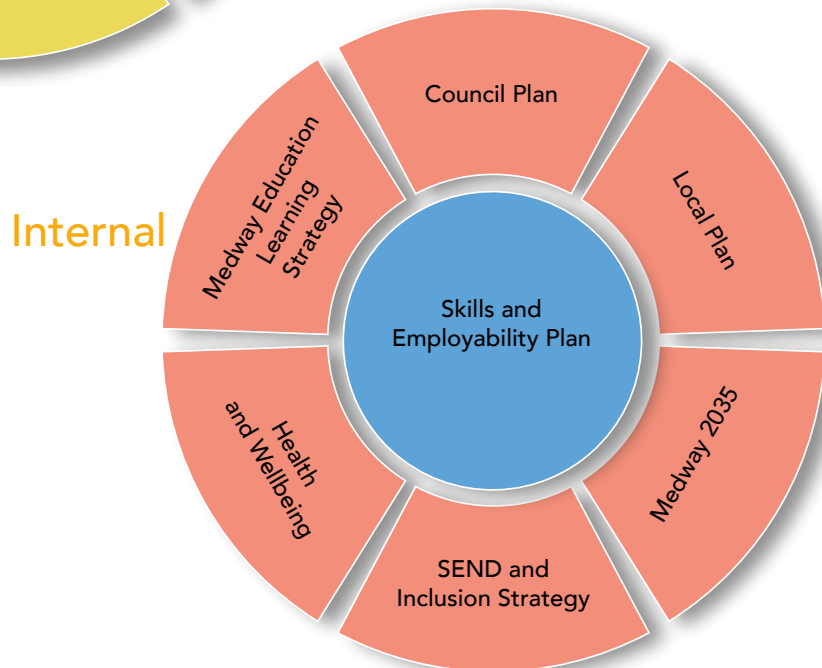 Internal
Council Plan
Local Plan
Medway 2035
SEND and
Inclusion Strategy
Health
and Wellbeing
Medway Education
Learning
Strategy
Skills and
Employability Plan